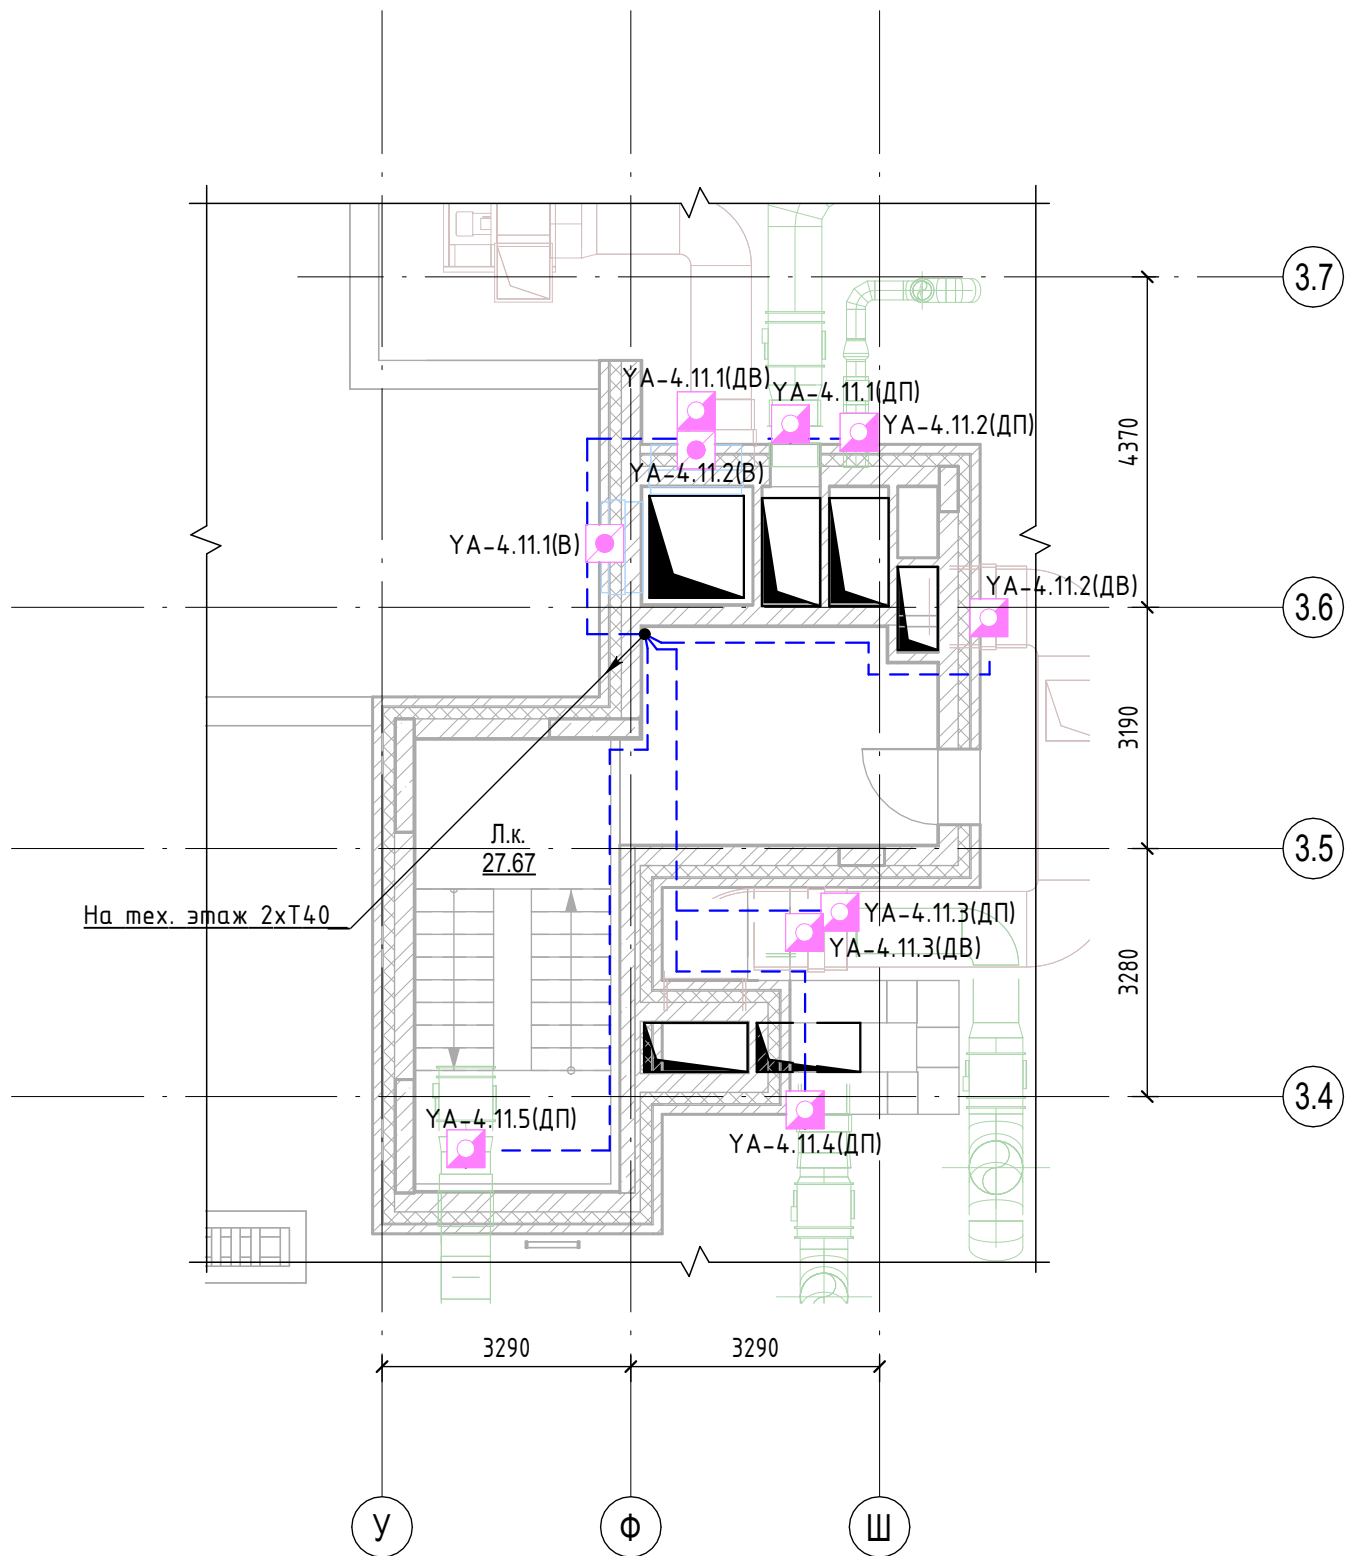 3.7
YA-4.11.1(ДВ)
YA-4.11.1(ДП)
YA-4.11.2(ДП)
4370
YA-4.11.2(В)
YA-4.11.1(В)
YA-4.11.2(ДВ)
3.6
3190
Л.к.
27.67
3.5
На тех. этаж 2хТ40
YA-4.11.3(ДП)
YA-4.11.3(ДВ)
3280
3.4
YA-4.11.5(ДП)
YA-4.11.4(ДП)
3290
3290
У
Ф
Ш